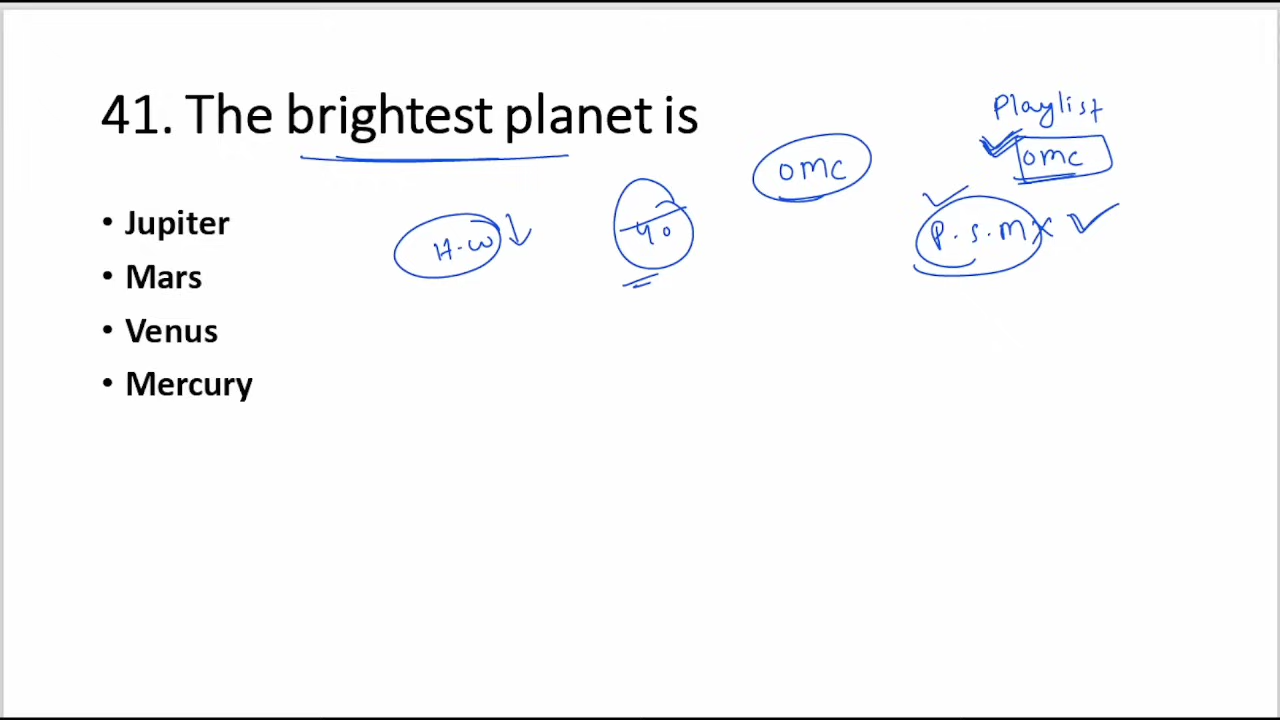 41. The brightest planet is
Playlist
omc
omc
• Jupiter
H.w
40
P.S.M
• Mars
• Venus
• Mercury